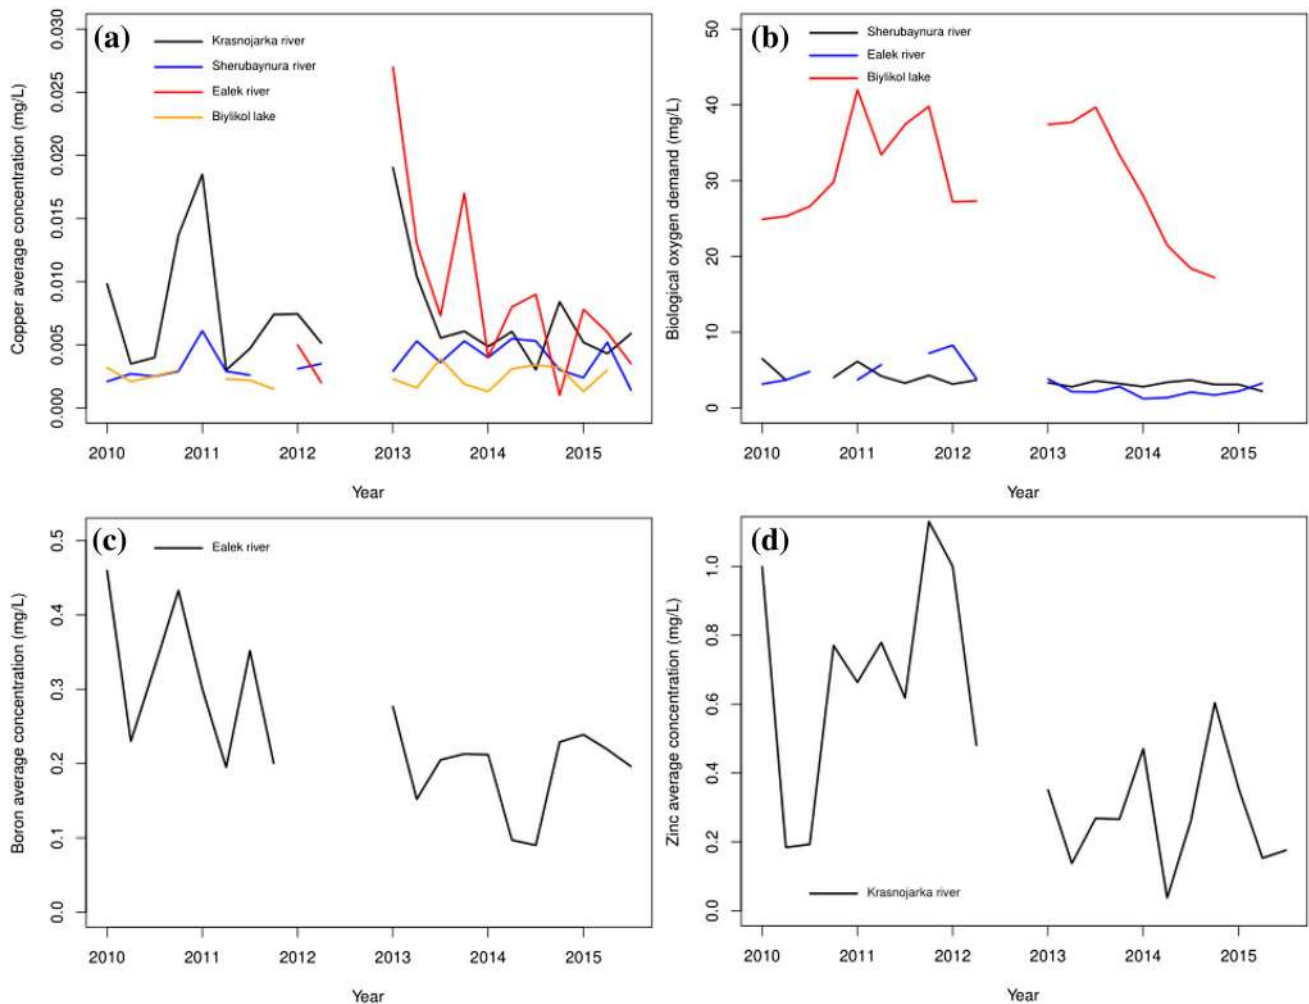 (a)
Krasnojarka river
Sherubaynura river
Ealek river
Biylikol lake
Copper average concentration (mg/L)
0.030
0.025
0.020
0.015
0.010
0.005
0.000
2010 2011 2012 2013 2014 2015
Year
(b)
Sherubaynura river
Ealek river
Biylikol lake
Biological oxygen demand (mg/L)
50
40
30
20
10
0
2010 2011 2012 2013 2014 2015
Year
(c)
Ealek river
Boron average concentration (mg/L)
0.5
0.4
0.3
0.2
0.1
0.0
2010 2011 2012 2013 2014 2015
Year
(d)
Zinc average concentration (mg/L)
1.0
0.8
0.6
0.4
0.2
0.0
Krasnojarka river
2010 2011 2012 2013 2014 2015
Year